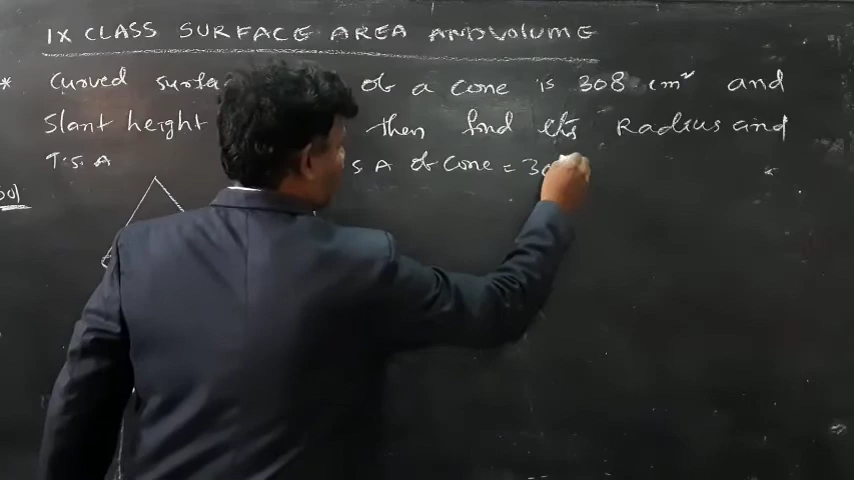 IX CLASS SURFACE AREA AND VOLUME
* Curved surfa of a cone is 308 cm² and
Slant height then find its Radius and
T.S.A S A of Cone = 30
Sol